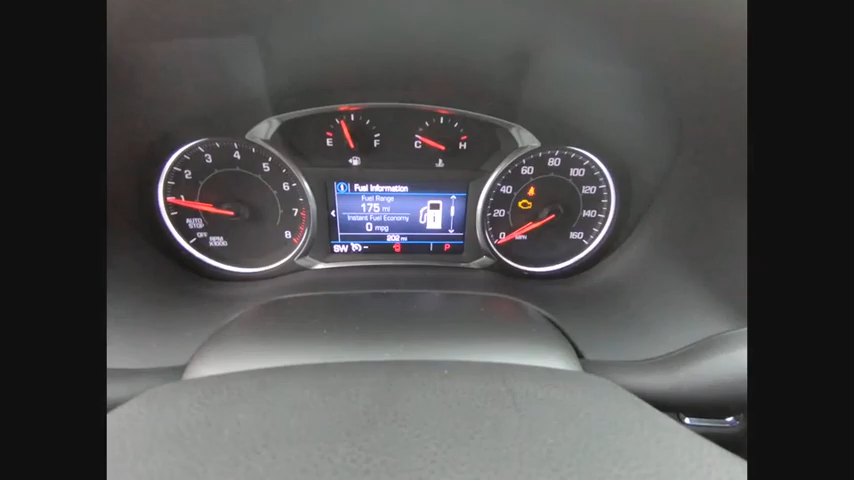 E F
C H
1 2 3 4 5 6 7 8
AUTO
STOP
OFF
RPM
X1000
Fuel Information
Fuel Range
175 mi
Instant Fuel Economy
0 mpg
202 mi
SW -- P
0 20 40 60 80 100 120 140 160
MPH